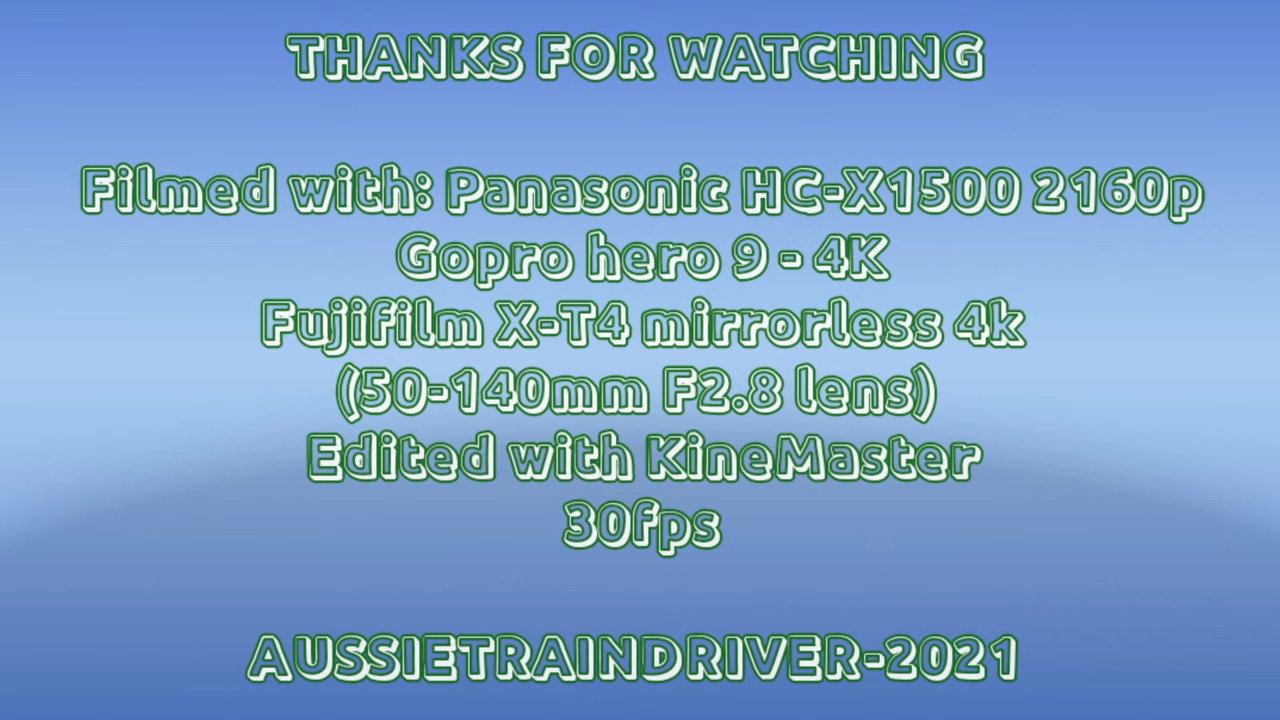 THANKS FOR WATCHING
Filmed with: Panasonic HC-X1500 2160p
Gopro hero 9 - 4K
Fujifilm X-T4 mirrorless 4k
(50-140mm F2.8 lens)
Edited with KineMaster
30fps
AUSSIETRAINDRIVER-2021